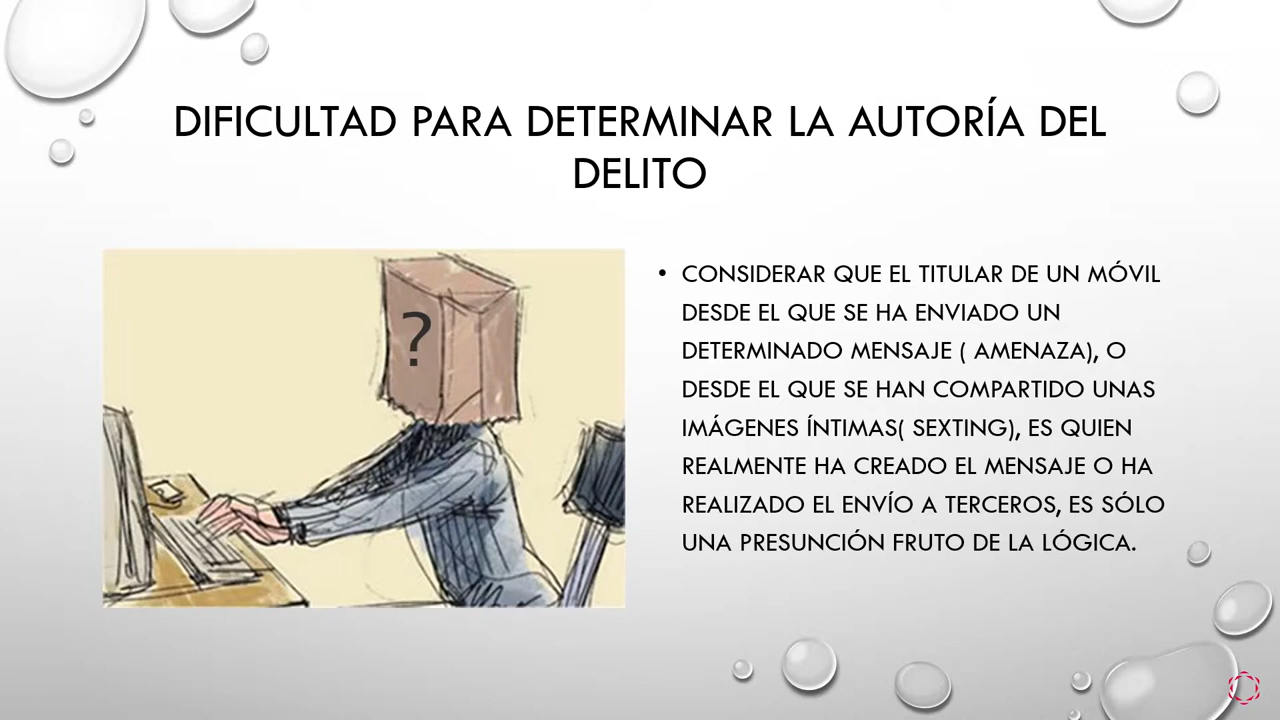 DIFICULTAD PARA DETERMINAR LA AUTORÍA DEL
DELITO
?
• CONSIDERAR QUE EL TITULAR DE UN MÓVIL
DESDE EL QUE SE HA ENVIADO UN
DETERMINADO MENSAJE ( AMENAZA), O
DESDE EL QUE SE HAN COMPARTIDO UNAS
IMÁGENES ÍNTIMAS( SEXTING), ES QUIEN
REALMENTE HA CREADO EL MENSAJE O HA
REALIZADO EL ENVÍO A TERCEROS, ES SÓLO
UNA PRESUNCIÓN FRUTO DE LA LÓGICA.